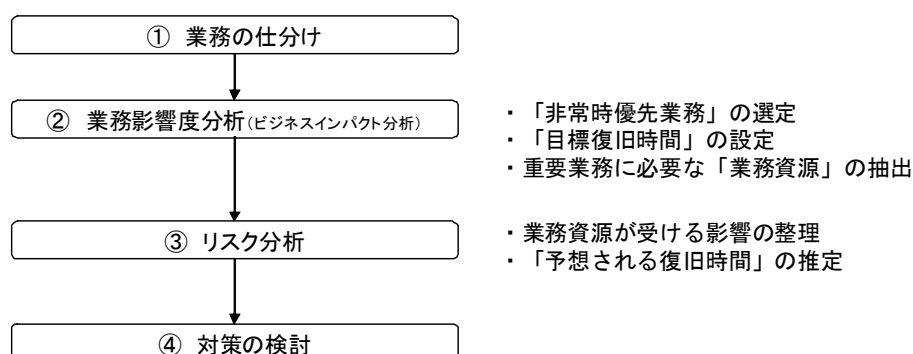 ① 業務の仕分け
② 業務影響度分析(ビジネスインパクト分析)
・「非常時優先業務」の選定
・「目標復旧時間」の設定
・重要業務に必要な「業務資源」の抽出
③ リスク分析
・業務資源が受ける影響の整理
・「予想される復旧時間」の推定
④ 対策の検討